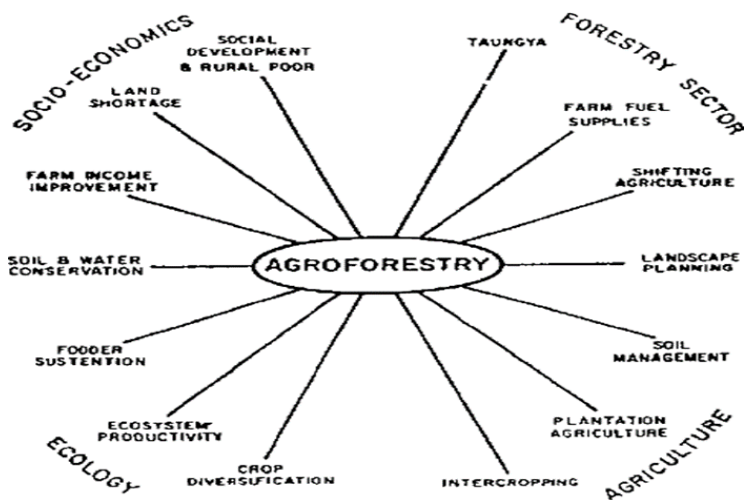 SOCIO-ECONOMICS
SOCIAL
DEVELOPMENT
& RURAL POOR
LAND
SHORTAGE
FARM INCOME
IMPROVEMENT
SOIL & WATER
CONSERVATION
FODDER
SUSTENTION
ECOSYSTEM
PRODUCTIVITY
ECOLOGY
CROP
DIVERSIFICATION
AGROFORESTRY
TAUNGYA
FORESTRY SECTOR
FARM FUEL
SUPPLIES
SHIFTING
AGRICULTURE
LANDSCAPE
PLANNING
SOIL
MANAGEMENT
PLANTATION
AGRICULTURE
AGRICULTURE
INTERCROPPING